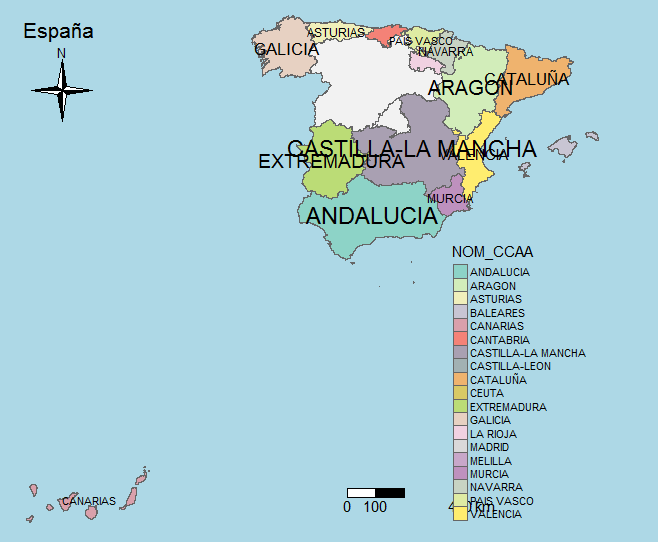 España
N
ASTURIAS
GALICIA
PAIS VASCO
NAVARRA
CATALUÑA
ARAGON
CASTILLA-LA MANCHA
VALENCIA
EXTREMADURA
MURCIA
ANDALUCIA
NOM_CCAA
ANDALUCIA
ARAGON
ASTURIAS
BALEARES
CANARIAS
CANTABRIA
CASTILLA-LA MANCHA
CASTILLA-LEON
CATALUÑA
CEUTA
EXTREMADURA
GALICIA
LA RIOJA
MADRID
MELILLA
MURCIA
NAVARRA
PAIS VASCO
VALENCIA
CANARIAS
0 100